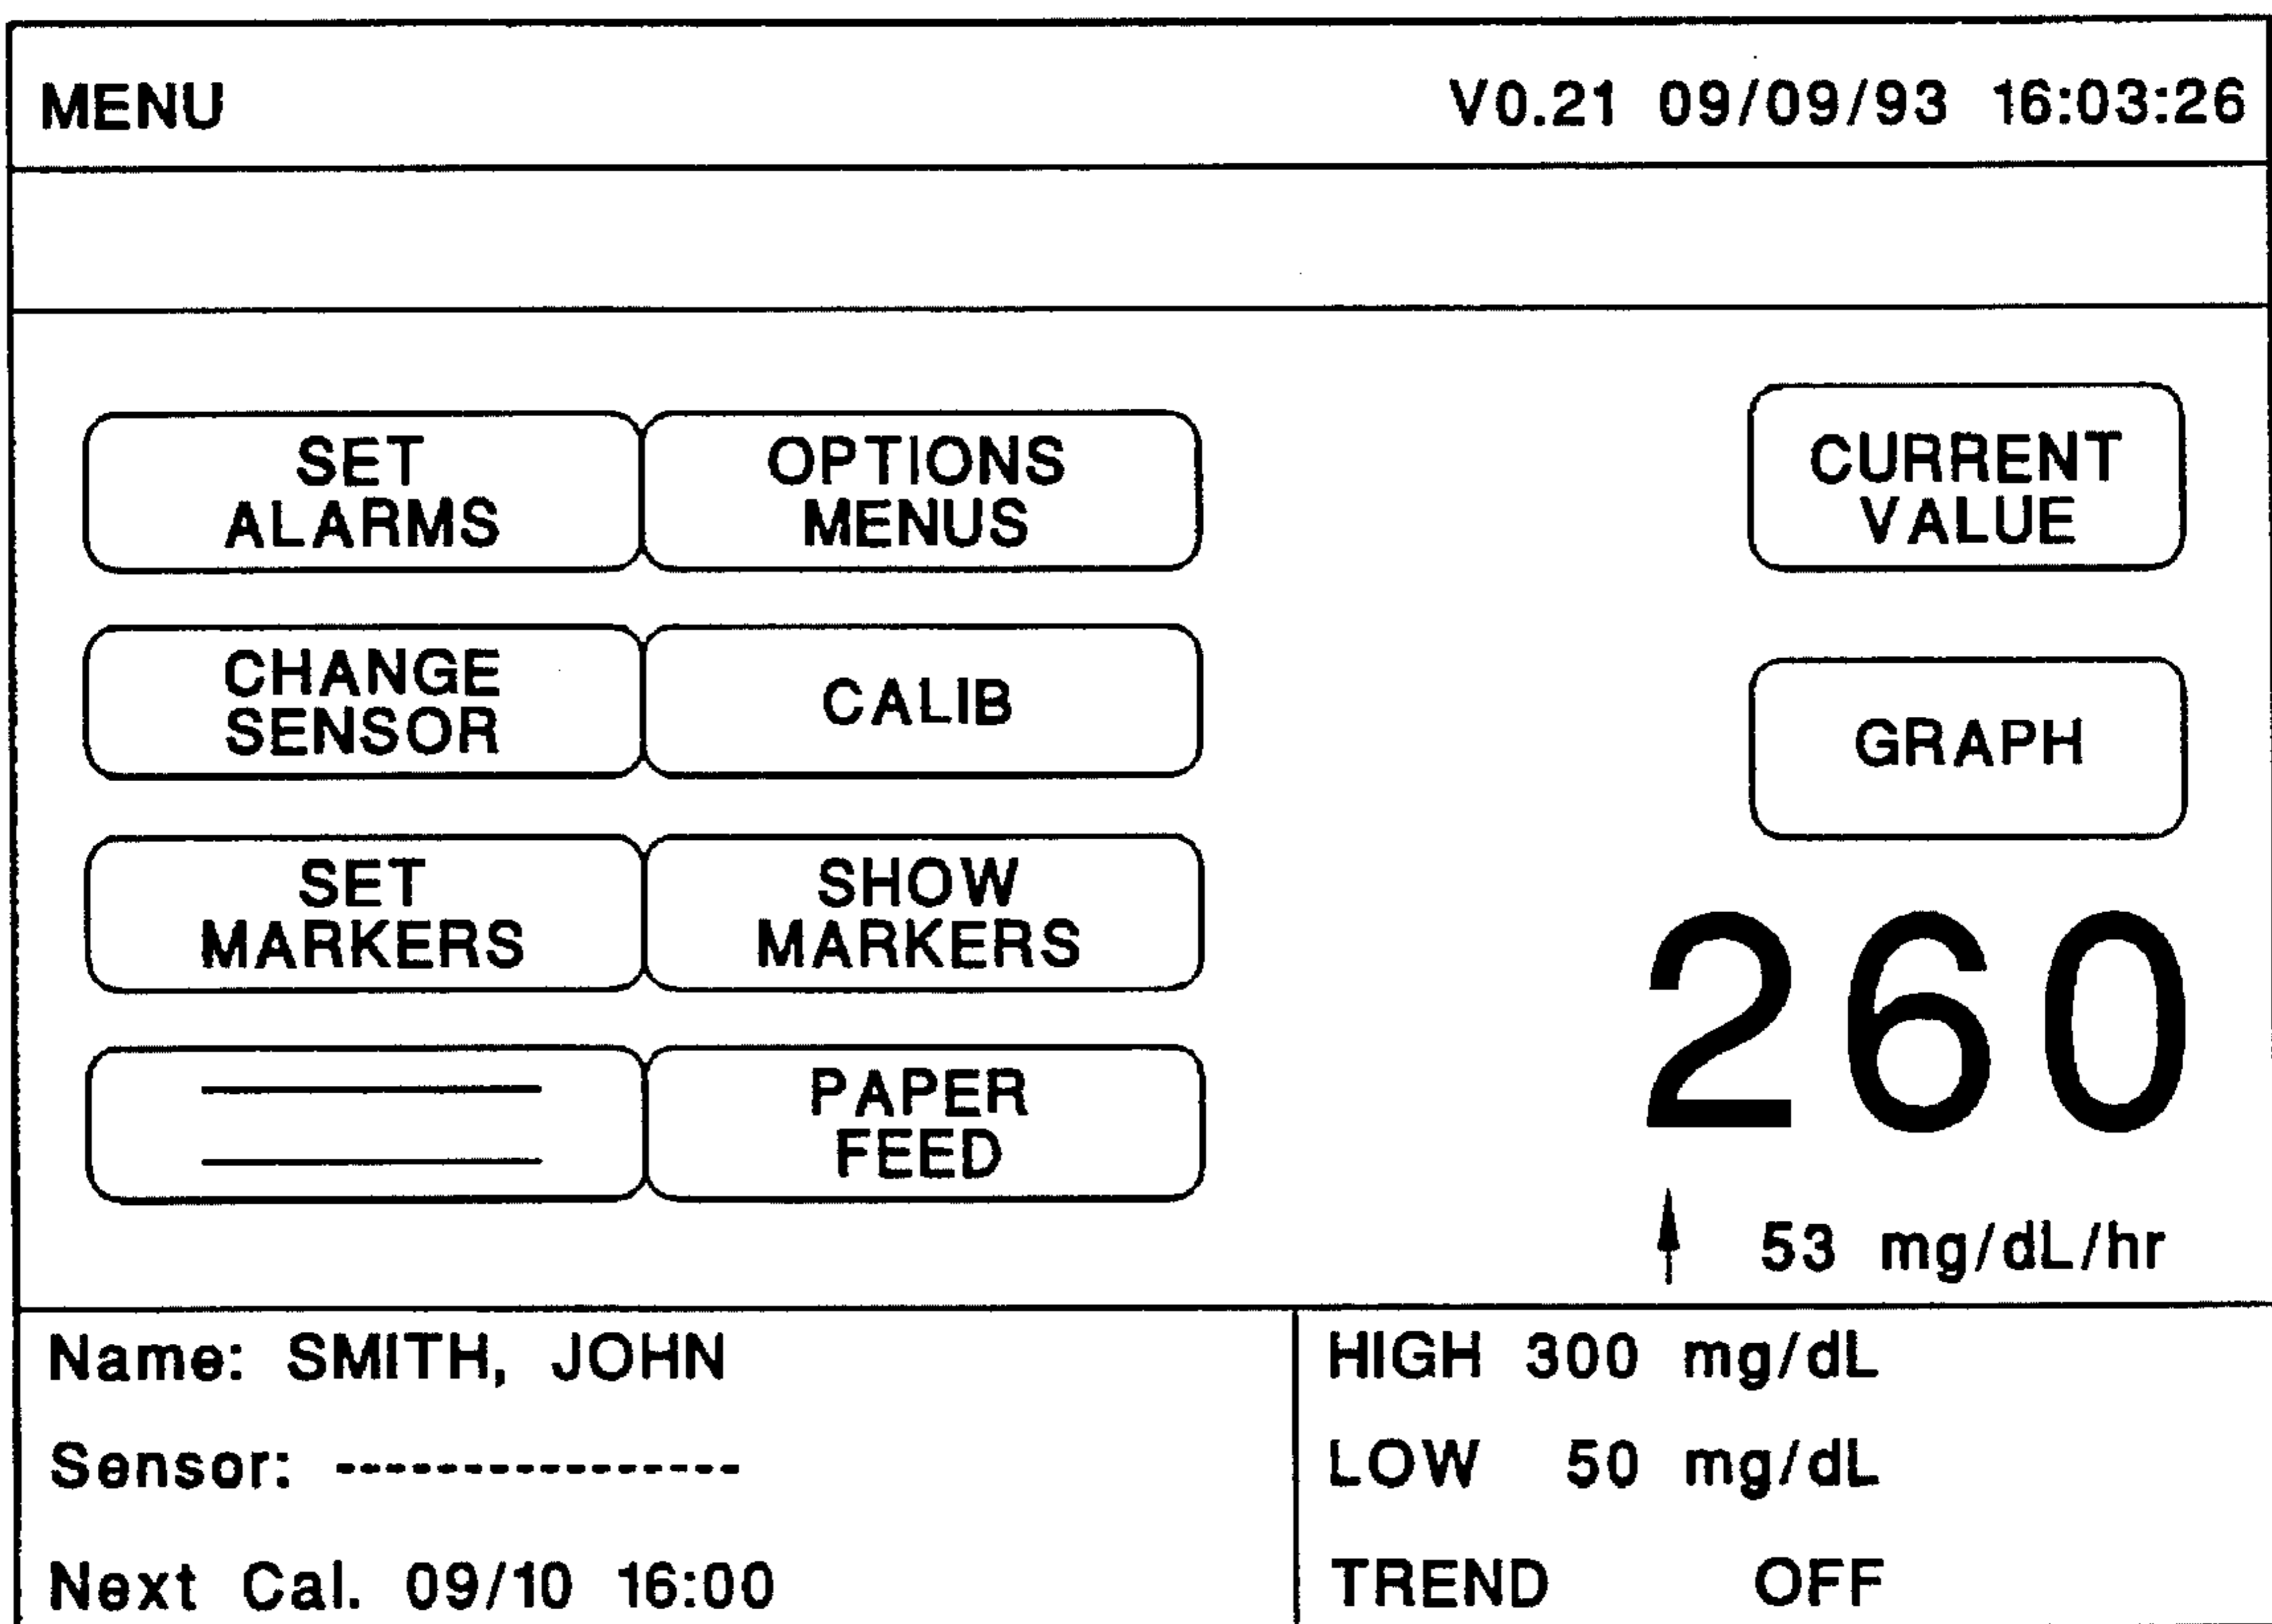 MENU V0.21 09/09/93 16:03:26
SET ALARMS
OPTIONS MENUS
CURRENT VALUE
CHANGE SENSOR
CALIB
GRAPH
SET MARKERS
SHOW MARKERS
PAPER FEED
260
53 mg/dL/hr
Name: SMITH, JOHN
Sensor: ----------------
Next Cal. 09/10 16:00
HIGH 300 mg/dL
LOW 50 mg/dL
TREND OFF